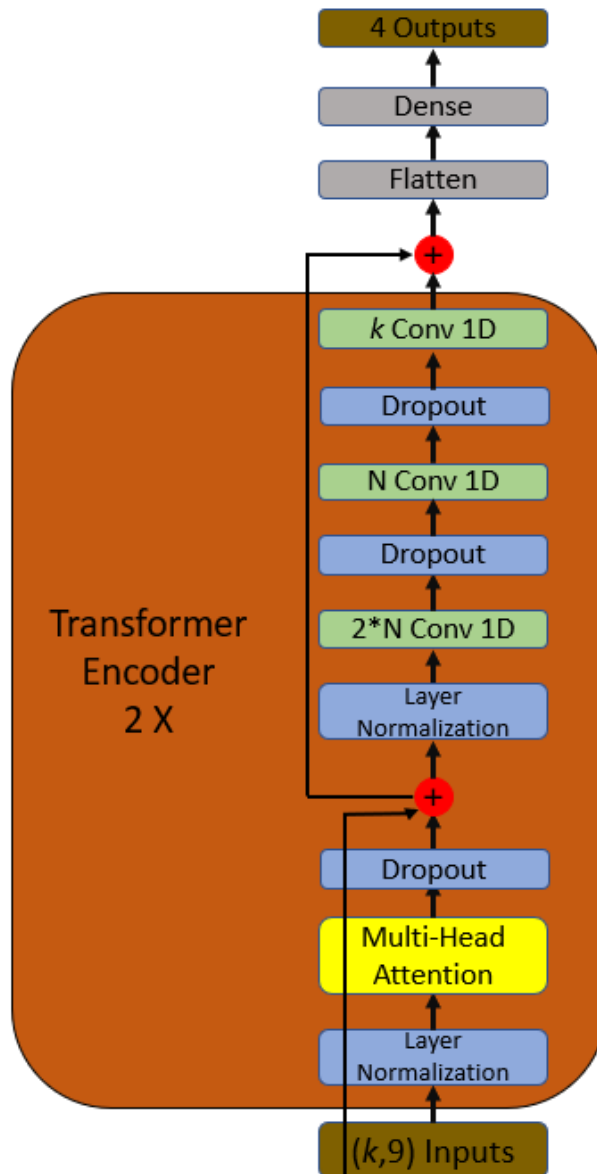 4 Outputs
Dense
Flatten
+
k Conv 1D
Dropout
N Conv 1D
Dropout
2*N Conv 1D
Layer
Normalization
+
Dropout
Multi-Head
Attention
Layer
Normalization
(k,9) Inputs
Transformer
Encoder
2 X